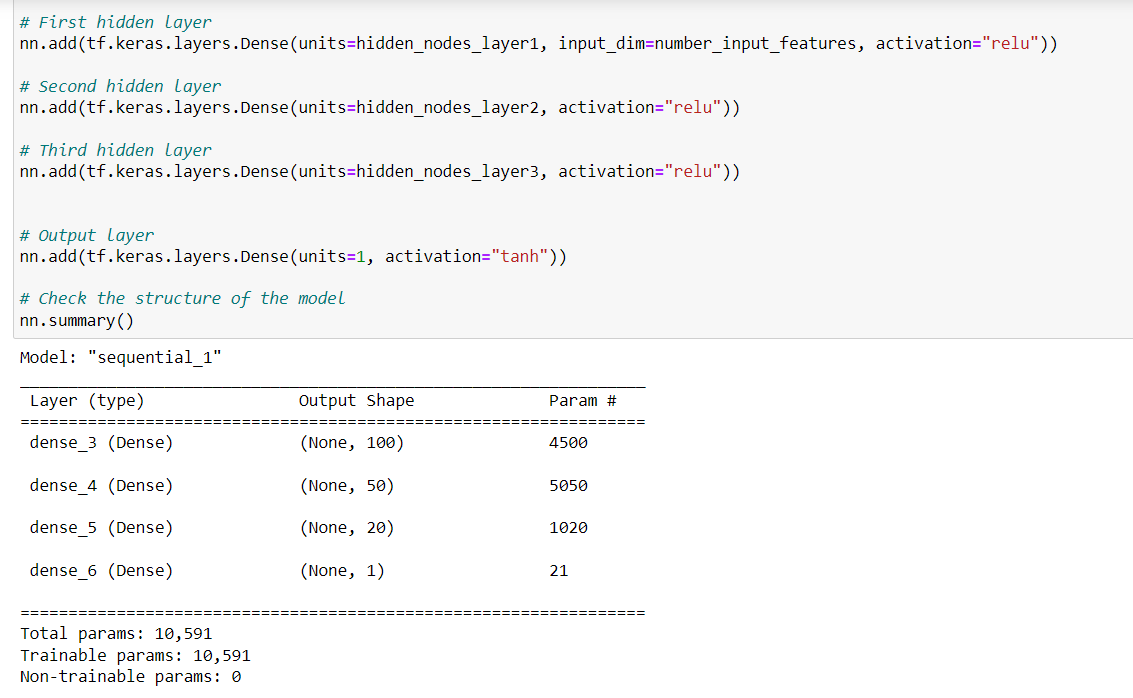 # First hidden layer
nn.add(tf.keras.layers.Dense(units=hidden_nodes_layer1, input_dim=number_input_features, activation="relu"))
# Second hidden layer
nn.add(tf.keras.layers.Dense(units=hidden_nodes_layer2, activation="relu"))
# Third hidden layer
nn.add(tf.keras.layers.Dense(units=hidden_nodes_layer3, activation="relu"))
# Output layer
nn.add(tf.keras.layers.Dense(units=1, activation="tanh"))
# Check the structure of the model
nn.summary()
Model: "sequential_1"
_________________________________________________________________
Layer (type) Output Shape Param #
=================================================================
dense_3 (Dense) (None, 100) 4500
dense_4 (Dense) (None, 50) 5050
dense_5 (Dense) (None, 20) 1020
dense_6 (Dense) (None, 1) 21
=================================================================
Total params: 10,591
Trainable params: 10,591
Non-trainable params: 0